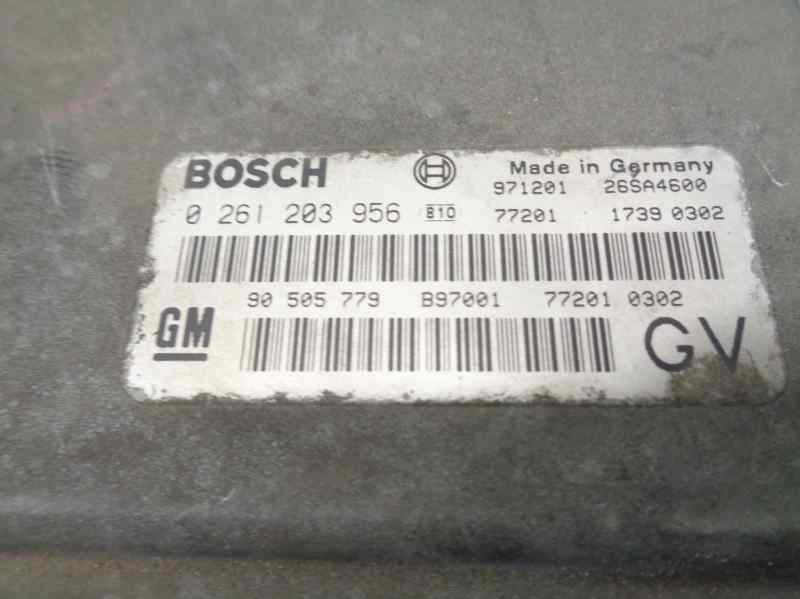 BOSCH Made in Germany
971201 26SA4600
0 261 203 956 810 77201 1739 0302
90 505 779 B97001 77201 0302
GM GV